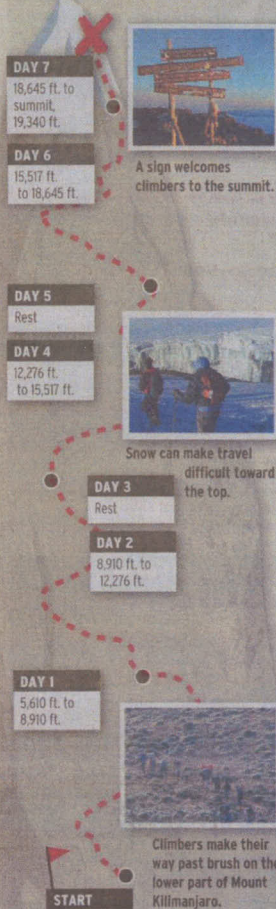 DAY 7
18,645 ft. to
summit,
19,340 ft.
A sign welcomes
climbers to the summit.
DAY 6
15,517 ft.
to 18,645 ft.
DAY 5
Rest
DAY 4
12,276 ft.
to 15,517 ft.
Snow can make travel
difficult toward
the top.
DAY 3
Rest
DAY 2
8,910 ft. to
12,276 ft.
DAY 1
5,610 ft. to
8,910 ft.
Climbers make their
way past brush on the
lower part of Mount
Kilimanjaro.
START